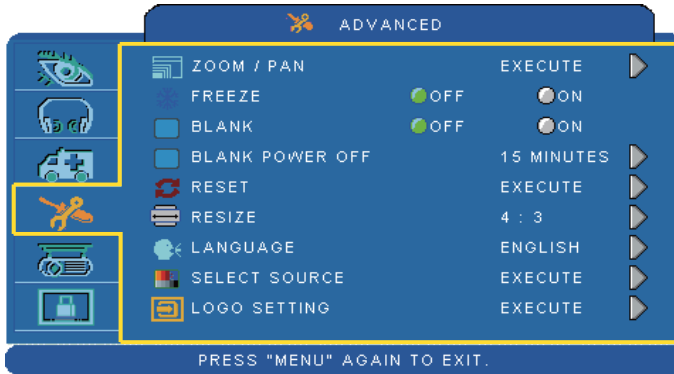 ADVANCED
ZOOM / PAN EXECUTE
FREEZE OFF ON
BLANK OFF ON
BLANK POWER OFF 15 MINUTES
RESET EXECUTE
RESIZE 4 : 3
LANGUAGE ENGLISH
SELECT SOURCE EXECUTE
LOGO SETTING EXECUTE
PRESS "MENU" AGAIN TO EXIT.